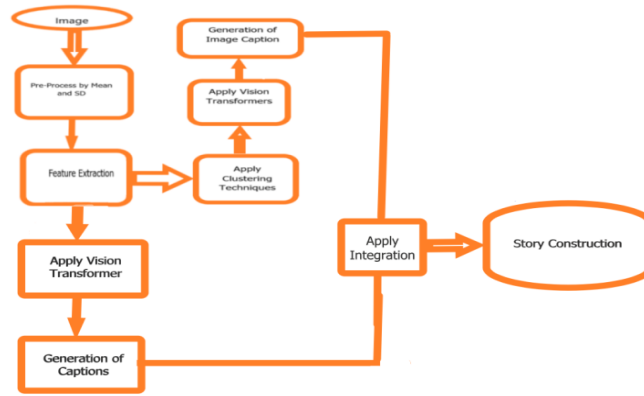 Image
Pre-Process by Mean
and SD
Feature Extraction
Apply Vision
Transformer
Generation of
Captions
Generation of
Image Caption
Apply Vision
Transformers
Apply
Clustering
Techniques
Apply
Integration
Story Construction